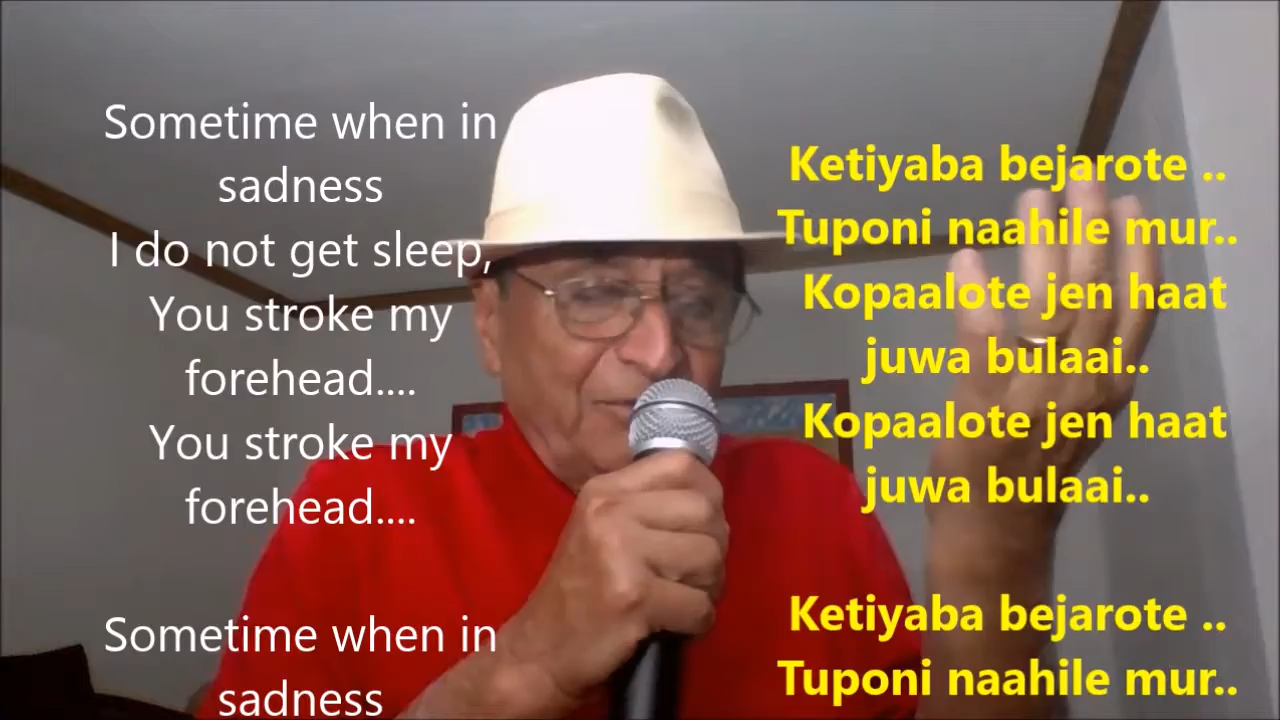 Sometime when in
sadness
I do not get sleep,
You stroke my
forehead....
You stroke my
forehead....
Sometime when in
sadness
Ketiyaba bejarote ..
Tuponi naahile mur..
Kopaalote jen haat
juwa bulaai..
Kopaalote jen haat
juwa bulaai..
Ketiyaba bejarote ..
Tuponi naahile mur..